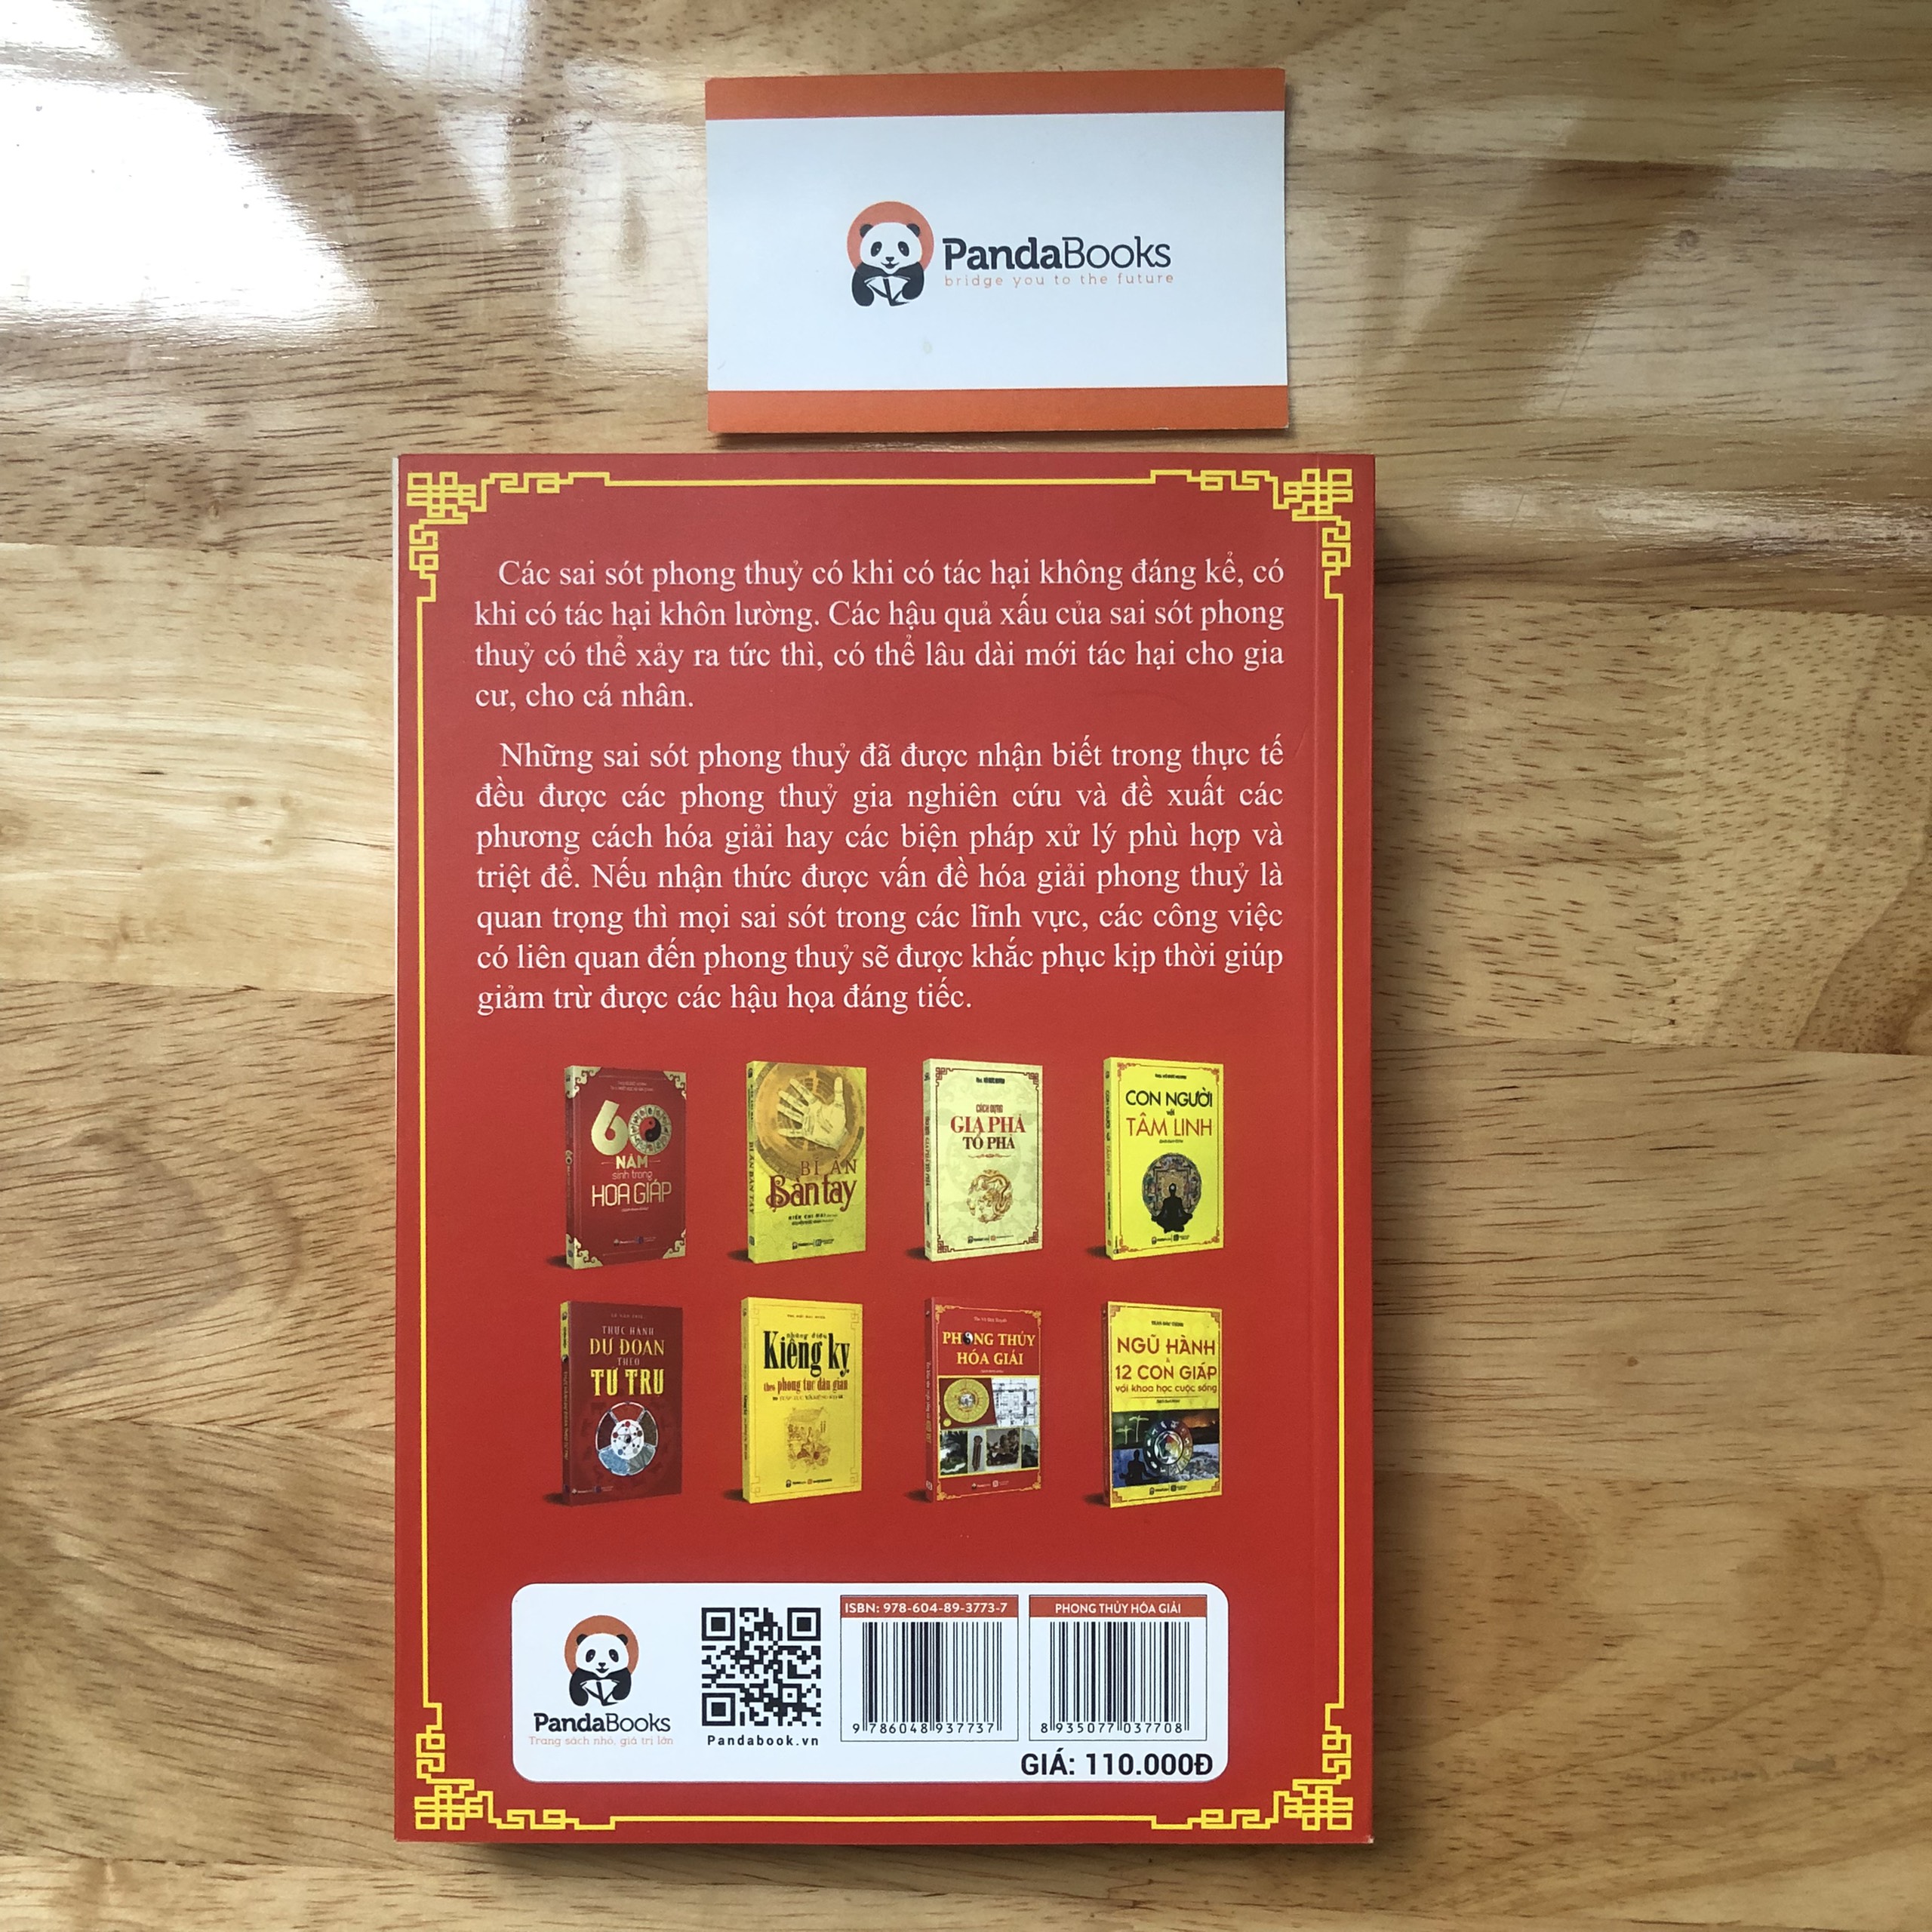 PandaBooks
bridge you to the future
Các sai sót phong thuỷ có khi có tác hại không đáng kể, có
khi có tác hại khôn lường. Các hậu quả xấu của sai sót phong
thuỷ có thể xảy ra tức thì, có thể lâu dài mới tác hại cho gia
cư, cho cá nhân.
Những sai sót phong thuỷ đã được nhận biết trong thực tế
đều được các phong thuỷ gia nghiên cứu và đề xuất các
phương cách hóa giải hay các biện pháp xử lý phù hợp và
triệt để. Nếu nhận thức được vấn đề hóa giải phong thuỷ là
quan trọng thì mọi sai sót trong các lĩnh vực, các công việc
có liên quan đến phong thuỷ sẽ được khắc phục kịp thời giúp
giảm trừ được các hậu họa đáng tiếc.
60
NĂM
sinh trong
HOA GIÁP
BÍ ẨN
Bàn tay
CÁCH DỰNG
GIA PHẢ
TỔ PHẢ
CON NGƯỜI
với
TÂM LINH
THỰC HÀNH
DỰ ĐOÁN
THEO
TỨ TRỤ
những điều
Kiêng kỵ
theo phong tục dân gian
PHONG THỦY
HÓA GIẢI
NGŨ HÀNH
&
12 CON GIÁP
với khoa học cuộc sống
PandaBooks
Trang sách nhỏ, giá trị lớn
Pandabook.vn
ISBN: 978-604-89-3773-7
9 786048 937737
PHONG THỦY HÓA GIẢI
8 935077 037708
GIÁ: 110.000Đ